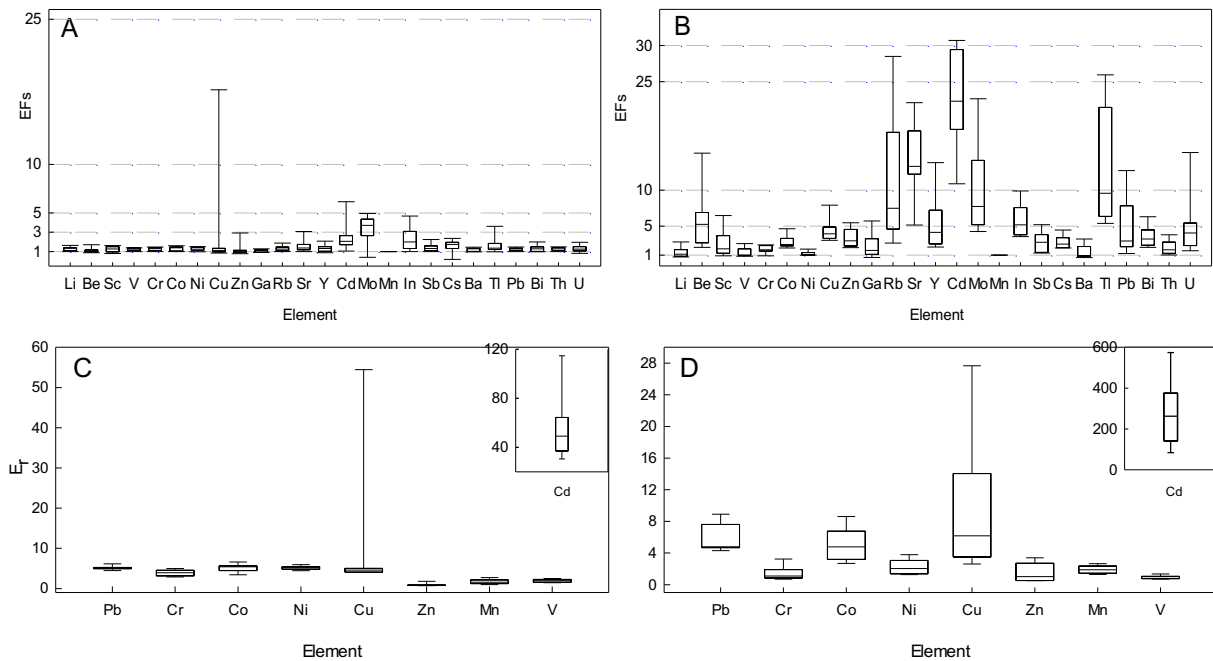 A
25
10
5
3
1
EFs
Li Be Sc V Cr Co Ni Cu Zn Ga Rb Sr Y Cd Mo Mn In Sb Cs Ba Tl Pb Bi Th U
Element
B
30
25
10
5
1
EFs
Li Be Sc V Cr Co Ni Cu Zn Ga Rb Sr Y Cd Mo Mn In Sb Cs Ba Tl Pb Bi Th U
Element
C
60
50
40
30
20
10
0
Er
120
80
40
Cd
Pb Cr Co Ni Cu Zn Mn V
Element
D
28
24
20
16
12
8
4
0
600
400
200
0
Cd
Pb Cr Co Ni Cu Zn Mn V
Element